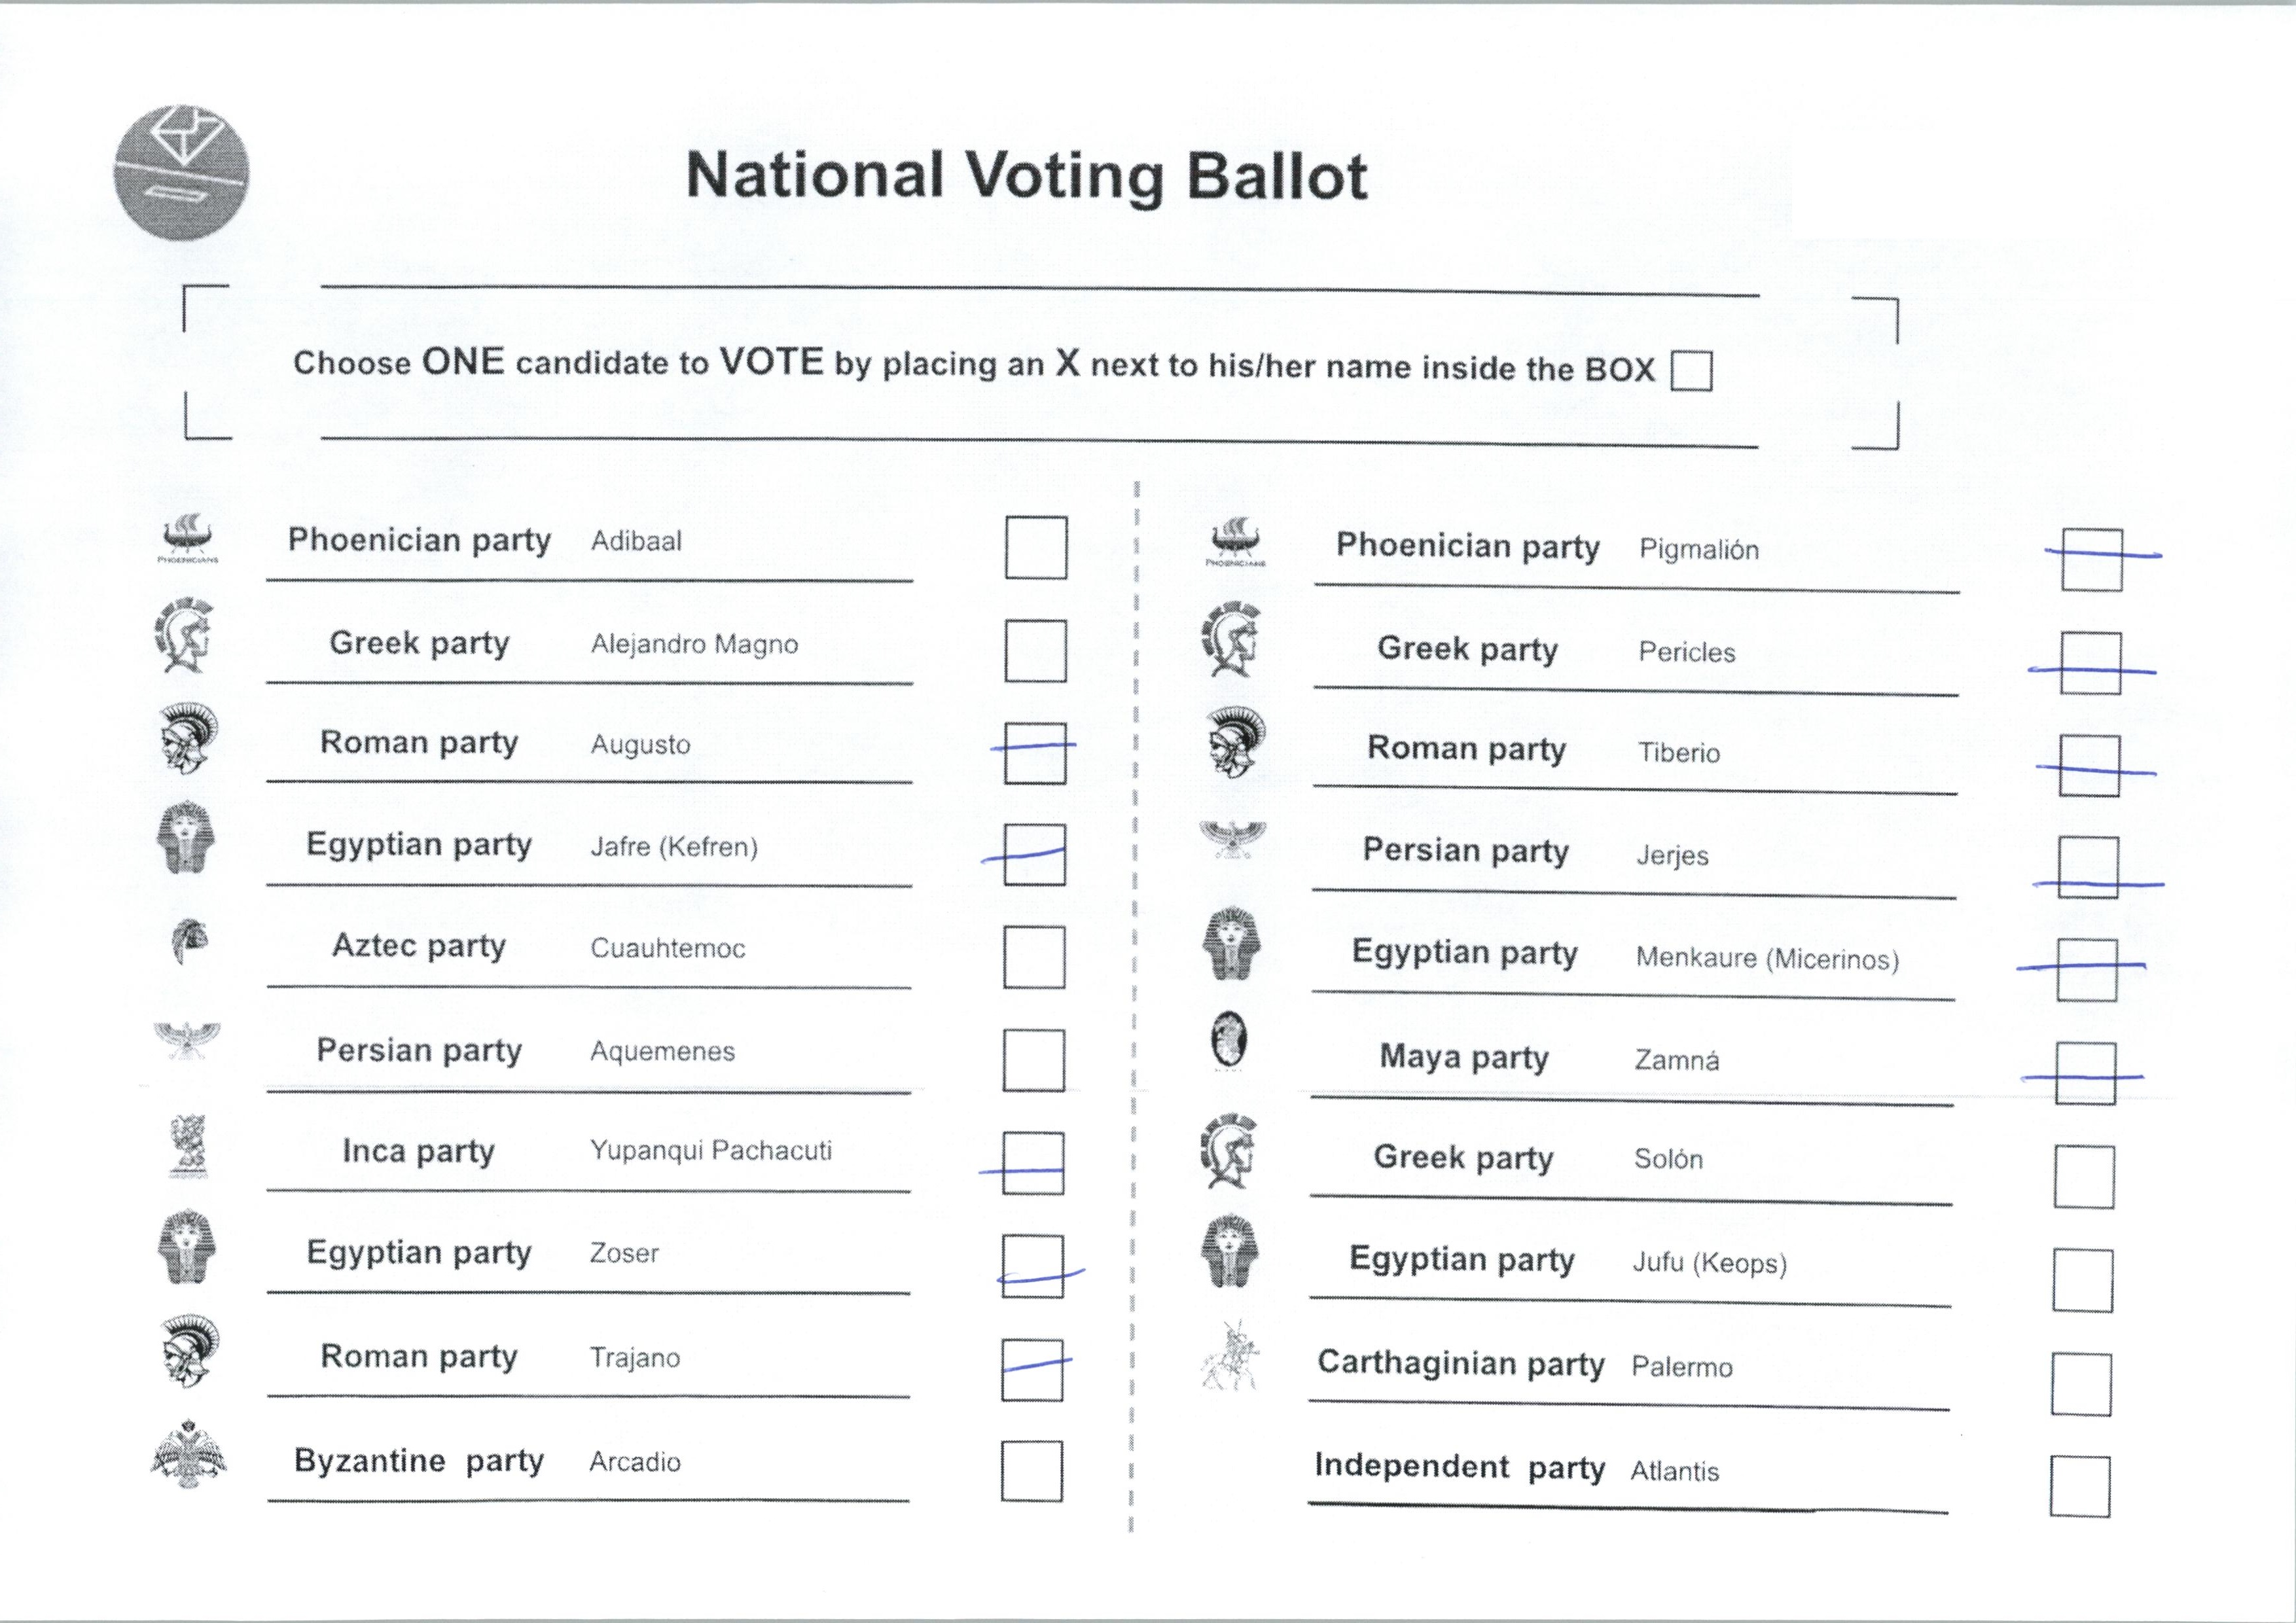 National Voting Ballot
Choose ONE candidate to VOTE by placing an X next to his/her name inside the BOX
PHOENICIANS
Phoenician party Adibaal
Greek party Alejandro Magno
Roman party Augusto
Egyptian party Jafre (Kefren)
Aztec party Cuauhtemoc
Persian party Aquemenes
Inca party Yupanqui Pachacuti
Egyptian party Zoser
Roman party Trajano
Byzantine party Arcadio
PHOENICIANS
Phoenician party Pigmalión
Greek party Pericles
Roman party Tiberio
Persian party Jerjes
Egyptian party Menkaure (Micerinos)
Maya party Zamná
Greek party Solón
Egyptian party Jufu (Keops)
Carthaginian party Palermo
Independent party Atlantis